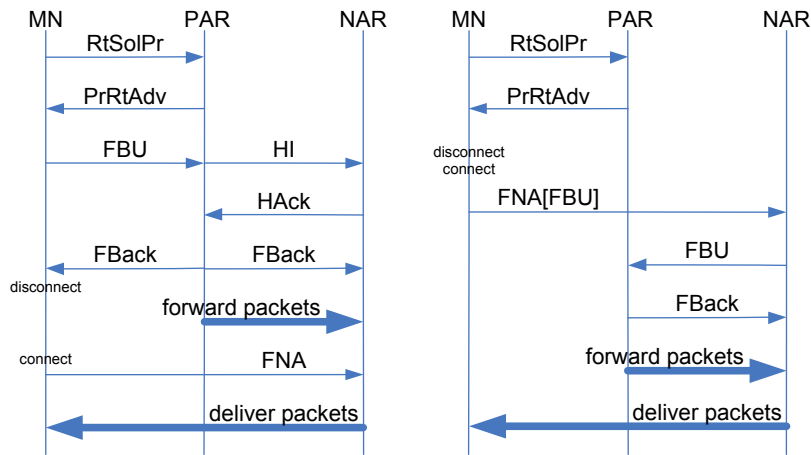 MN PAR NAR
RtSolPr
PrRtAdv
FBU HI
HAck
FBack FBack
disconnect
forward packets
connect FNA
deliver packets
MN PAR NAR
RtSolPr
PrRtAdv
disconnect
connect
FNA[FBU]
FBU
FBack
forward packets
deliver packets